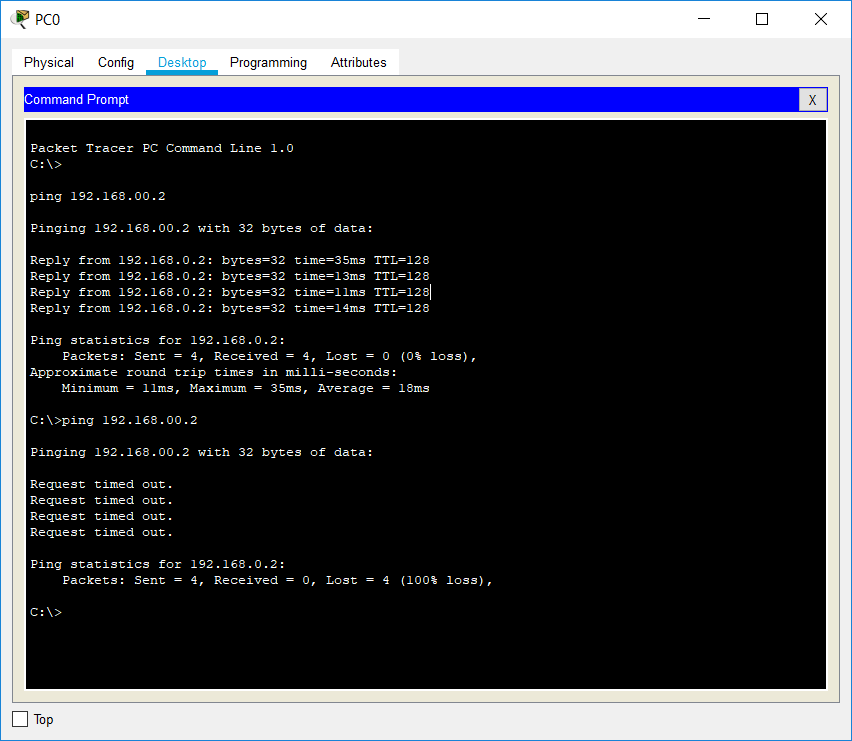 PC0
Physical Config Desktop Programming Attributes
Command Prompt X
Packet Tracer PC Command Line 1.0
C:\>
ping 192.168.00.2
Pinging 192.168.00.2 with 32 bytes of data:
Reply from 192.168.0.2: bytes=32 time=35ms TTL=128
Reply from 192.168.0.2: bytes=32 time=13ms TTL=128
Reply from 192.168.0.2: bytes=32 time=11ms TTL=128
Reply from 192.168.0.2: bytes=32 time=14ms TTL=128
Ping statistics for 192.168.0.2:
    Packets: Sent = 4, Received = 4, Lost = 0 (0% loss),
Approximate round trip times in milli-seconds:
    Minimum = 11ms, Maximum = 35ms, Average = 18ms
C:\>ping 192.168.00.2
Pinging 192.168.00.2 with 32 bytes of data:
Request timed out.
Request timed out.
Request timed out.
Request timed out.
Ping statistics for 192.168.0.2:
    Packets: Sent = 4, Received = 0, Lost = 4 (100% loss),
C:\>
Top